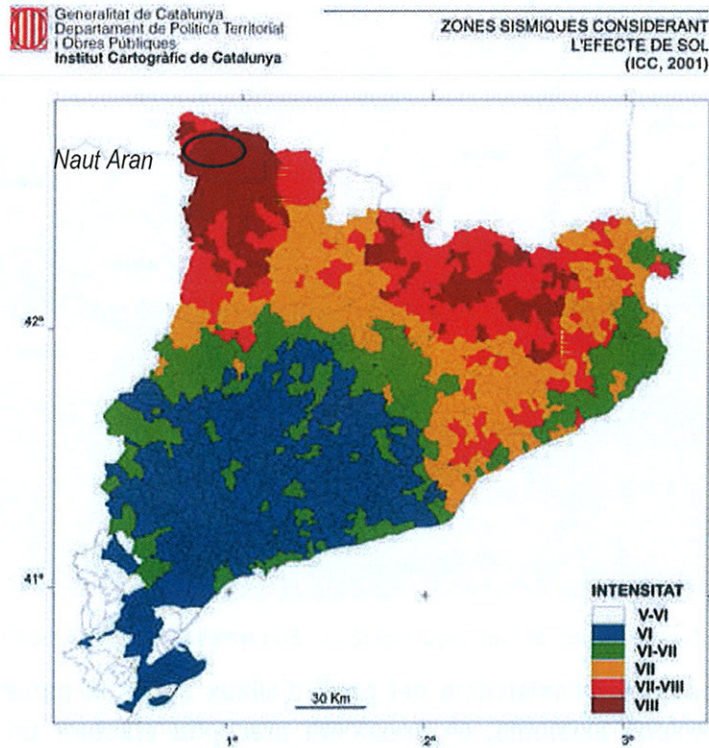 Generalitat de Catalunya
Departament de Política Territorial
i Obres Públiques
Institut Cartogràfic de Catalunya
ZONES SISMIQUES CONSIDERANT
L'EFECTE DE SOL
(ICC, 2001)
Naut Aran
42°
41°
INTENSITAT
V-VI
VI
VI-VII
VII
VII-VIII
VIII
30 Km
1°
2°
3°